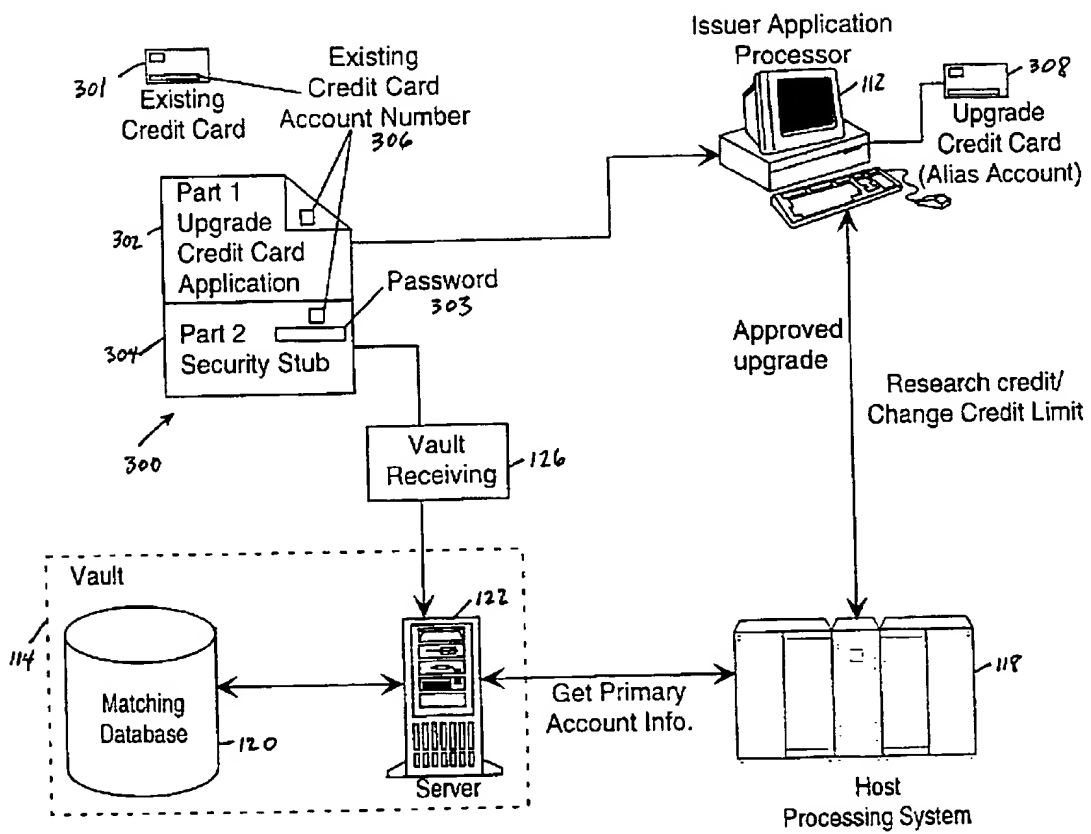 301
Existing
Credit Card
Existing
Credit Card
Account Number
306
Issuer Application
Processor
112
308
Upgrade
Credit Card
(Alias Account)
302
Part 1
Upgrade
Credit Card
Application
Password
303
304
Part 2
Security Stub
300
Vault
Receiving
126
Approved
upgrade
Research credit/
Change Credit Limit
Vault
114
Matching
Database
120
122
Server
Get Primary
Account Info.
118
Host
Processing System